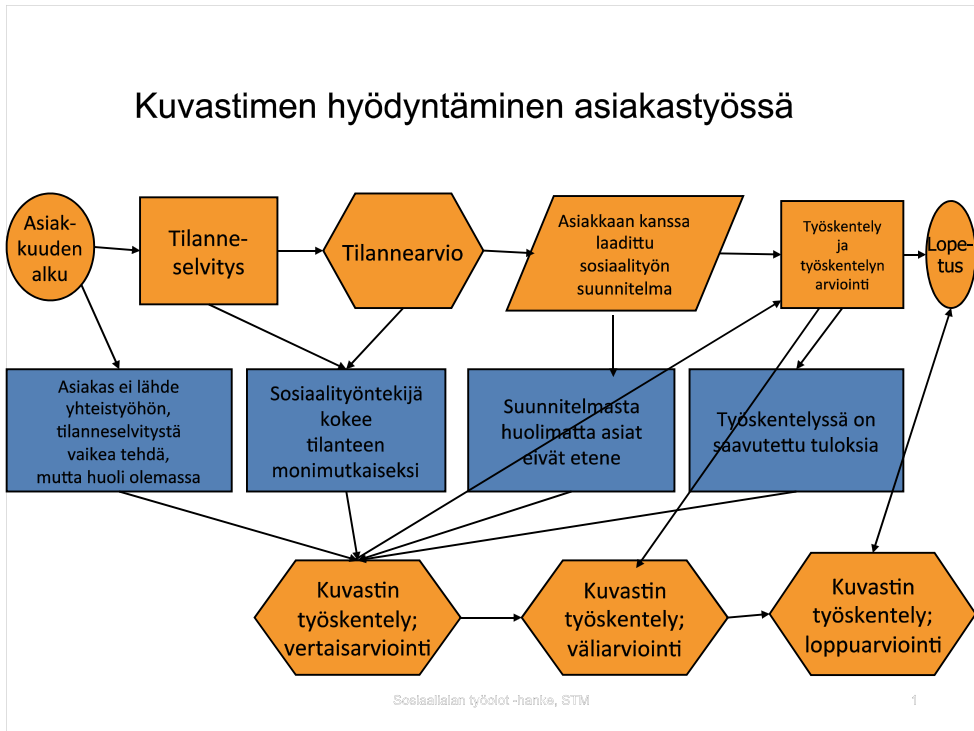 Kuvastimen hyödyntäminen asiakastyössä
Asiak-
kuuden
alku
Tilanne-
selvitys
Tilannearvio
Asiakkaan kanssa
laadittu
sosiaalityön
suunnitelma
Työskentely
ja
työskentelyn
arviointi
Lope-
tus
Asiakas ei lähde
yhteistyöhön,
tilanneselvitystä
vaikea tehdä,
mutta huoli olemassa
Sosiaalityöntekijä
kokee
tilanteen
monimutkaiseksi
Suunnitelmasta
huolimatta asiat
eivät etene
Työskentelyssä on
saavutettu tuloksia
Kuvastin
työskentely;
vertaisarviointi
Kuvastin
työskentely;
väliarviointi
Kuvastin
työskentely;
loppuarviointi
Sosiaalialan työolot -hanke, STM
1